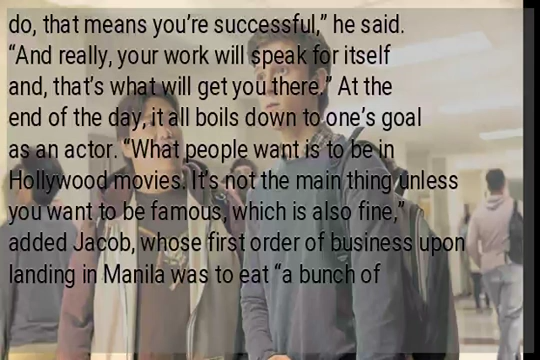 do, that means you’re successful,” he said.
“And really, your work will speak for itself
and, that’s what will get you there.” At the
end of the day, it all boils down to one’s goal
as an actor. “What people want is to be in
Hollywood movies. It’s not the main thing unless
you want to be famous, which is also fine,”
added Jacob, whose first order of business upon
landing in Manila was to eat “a bunch of